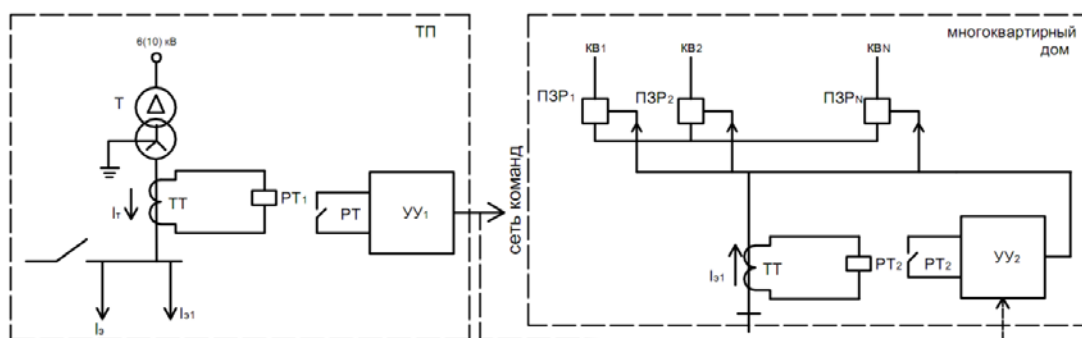 ТП
6(10) кВ
Т
ТТ
Iт
РТ1
РТ
УУ1
Iэ
Iэ1
сеть команд
многоквартирный
дом
КВ1
КВ2
КВN
ПЗР1
ПЗР2
ПЗРN
Iэ1
ТТ
РТ2
РТ2
УУ2